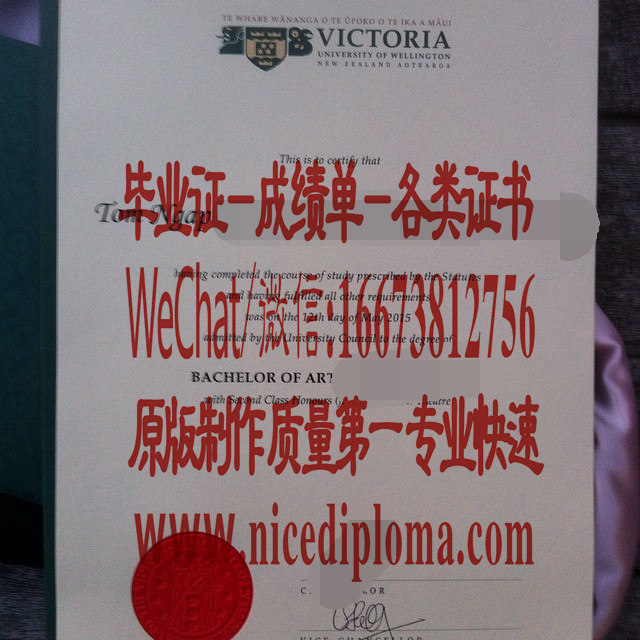 TE WHARE WĀNANGA O TE ŪPOKO O TE IKA A MĀUI
VICTORIA
UNIVERSITY OF WELLINGTON
NEW ZEALAND AOTEAROA
This is to certify that
毕业证一成绩单一各类证书
Tom Ngap
having completed the course of study prescribed by the Statutes
and having fulfilled all other requirements
WeChat/微信:16673812756
was on the 12th day of May 2015
admitted by the University Council to the degree of
BACHELOR OF ART
with Second Class Honours
原版制作质量第一专业快速
www.nicediploma.com
VICE-CHANCELLOR